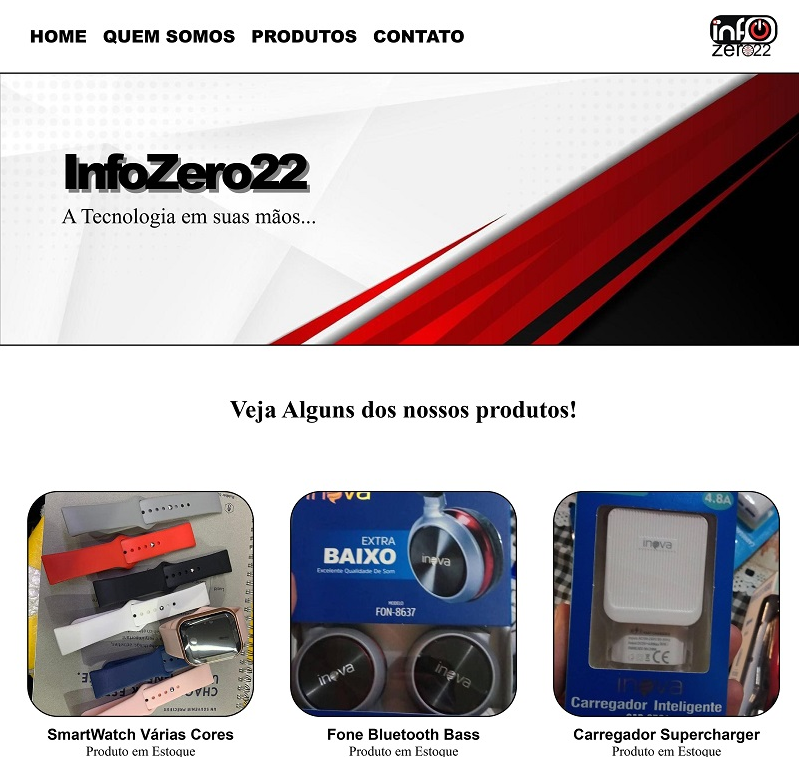 HOME QUEM SOMOS PRODUTOS CONTATO
inf
zero22
InfoZero22
A Tecnologia em suas mãos...
Veja Alguns dos nossos produtos!
inova
EXTRA
BAIXO
Excelente Qualidade De Som
MODELO
FON-8637
inova
inova
inova
4.8A
inova
inova
Carregador Inteligente
SmartWatch Várias Cores
Produto em Estoque
Fone Bluetooth Bass
Produto em Estoque
Carregador Supercharger
Produto em Estoque